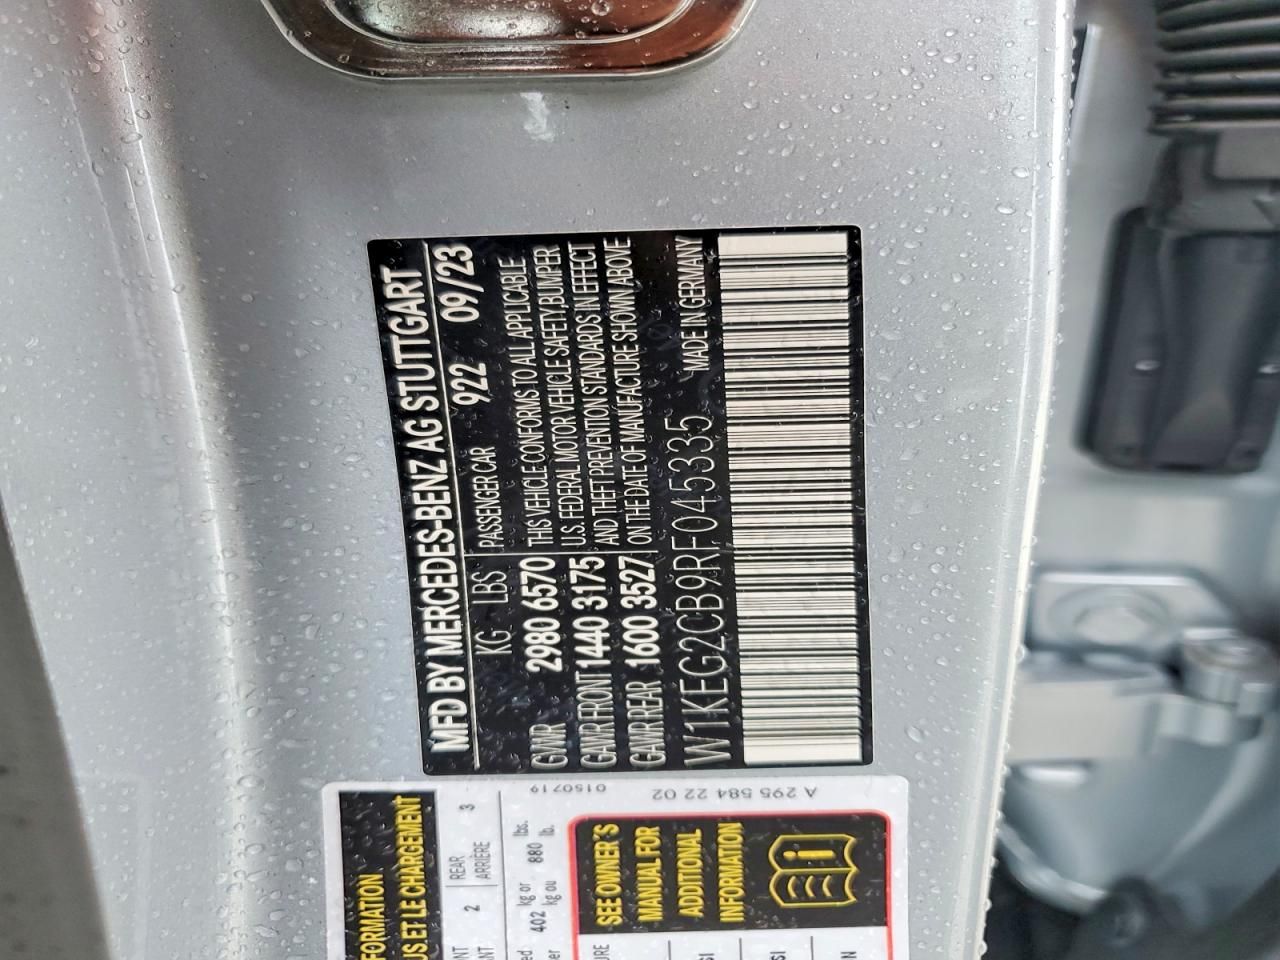 MFD BY MERCEDES-BENZ AG STUTTGART
KG LBS 922 09/23
PASSENGER CAR
GVWR 2980 6570
GAWR FRONT 1440 3175
GAWR REAR 1600 3527
THIS VEHICLE CONFORMS TO ALL APPLICABLE
U.S. FEDERAL MOTOR VEHICLE SAFETY,BUMPER
AND THEFT PREVENTION STANDARDS IN EFFECT
ON THE DATE OF MANUFACTURE SHOWN ABOVE
W1KEG2CB9RF045335 MADE IN GERMANY
FORMATION
US ET LE CHARGEMENT
2 REAR 3
ARRIÈRE
402 kg or 880 lbs.
kg ou lb.
SEE OWNER'S
MANUAL FOR
ADDITIONAL
INFORMATION
i
0150719
A 295 584 22 02